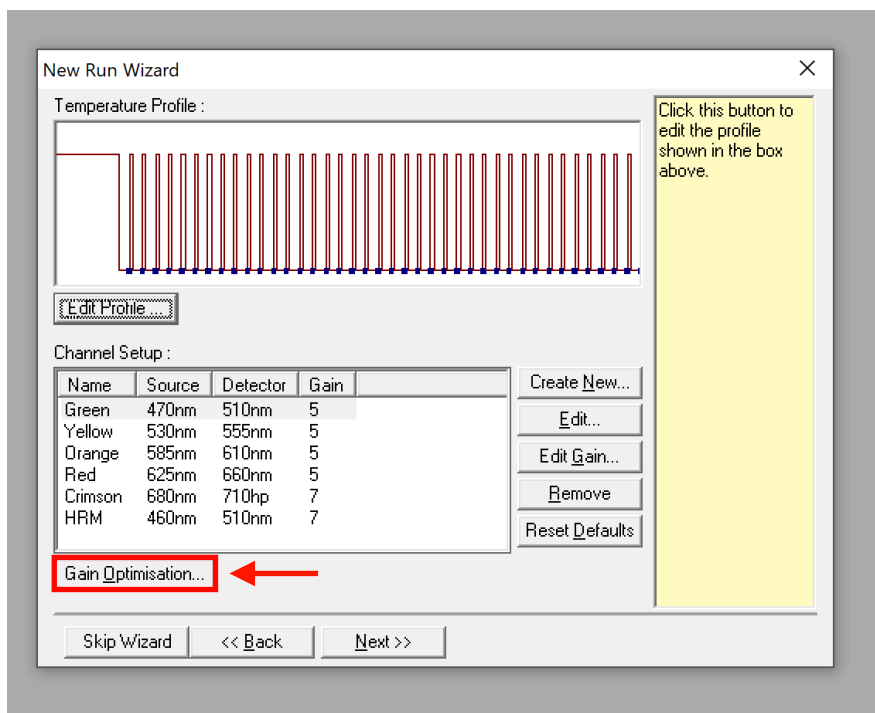 New Run Wizard
Temperature Profile :
Click this button to
edit the profile
shown in the box
above.
Edit Profile ...
Channel Setup :
Name Source Detector Gain
Green 470nm 510nm 5
Yellow 530nm 555nm 5
Orange 585nm 610nm 5
Red 625nm 660nm 5
Crimson 680nm 710hp 7
HRM 460nm 510nm 7
Create New...
Edit...
Edit Gain...
Remove
Reset Defaults
Gain Optimisation...
Skip Wizard << Back Next >>